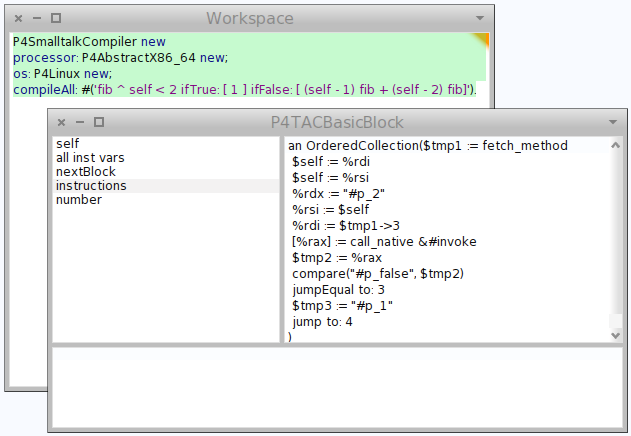 Workspace
P4SmalltalkCompiler new
processor: P4AbstractX86_64 new;
os: P4Linux new;
compileAll: #('fib ^ self < 2 ifTrue: [ 1 ] ifFalse: [ (self - 1) fib + (self - 2) fib]').
P4TACBasicBlock
self
all inst vars
nextBlock
instructions
number
an OrderedCollection($tmp1 := fetch_method
$self := %rdi
$self := %rsi
%rdx := "#p_2"
%rsi := $self
%rdi := $tmp1->3
[%rax] := call_native &#invoke
$tmp2 := %rax
compare("#p_false", $tmp2)
jumpEqual to: 3
$tmp3 := "#p_1"
jump to: 4
)